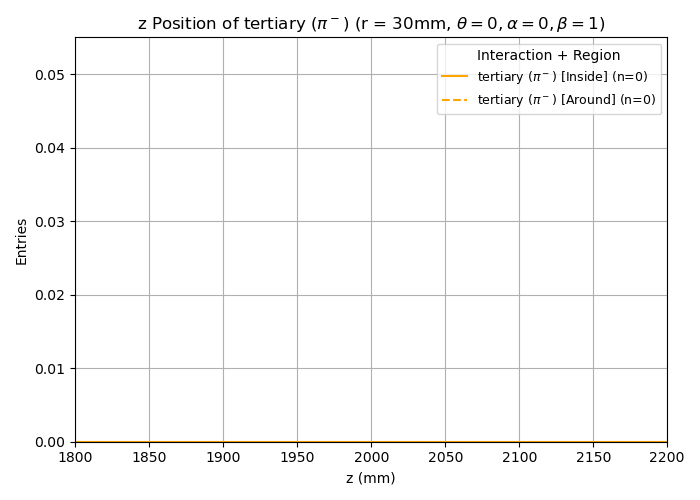 z Position of tertiary (π⁻) (r = 30mm, θ = 0, α = 0, β = 1)
Interaction + Region
tertiary (π⁻) [Inside] (n=0)
tertiary (π⁻) [Around] (n=0)
Entries
0.05
0.04
0.03
0.02
0.01
0.00
1800 1850 1900 1950 2000 2050 2100 2150 2200
z (mm)